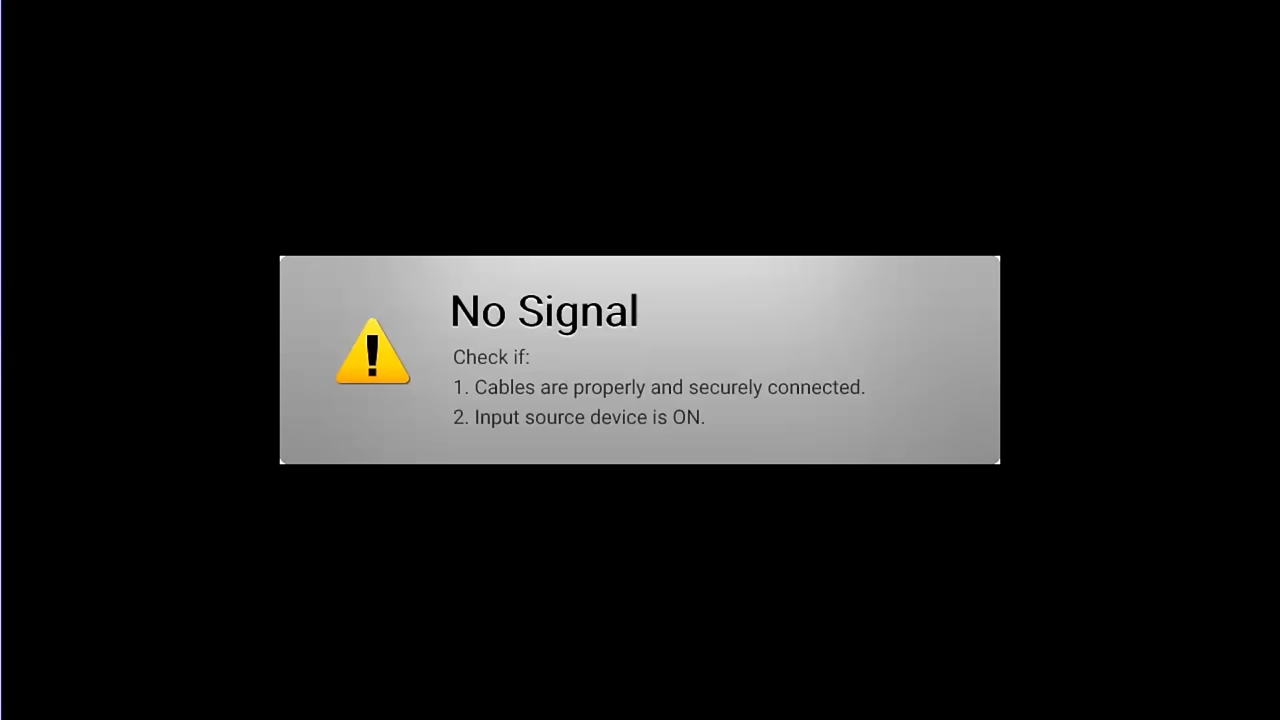 No Signal
Check if:
1. Cables are properly and securely connected.
2. Input source device is ON.